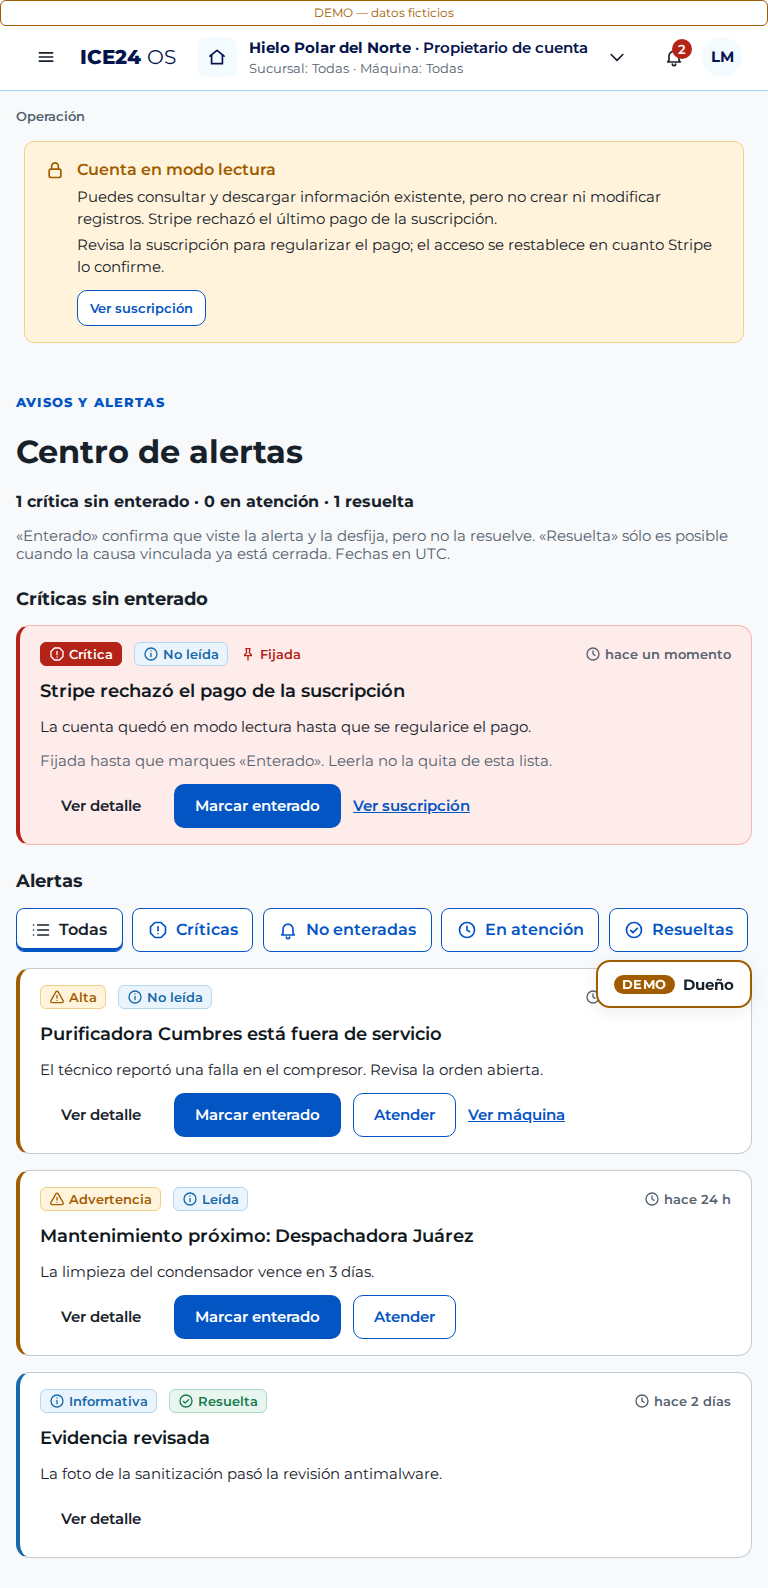 DEMO — datos ficticios
ICE24 OS
Hielo Polar del Norte · Propietario de cuenta
Sucursal: Todas · Máquina: Todas
2
LM
Operación
Cuenta en modo lectura
Puedes consultar y descargar información existente, pero no crear ni modificar
registros. Stripe rechazó el último pago de la suscripción.
Revisa la suscripción para regularizar el pago; el acceso se restablece en cuanto Stripe
lo confirme.
Ver suscripción
AVISOS Y ALERTAS
Centro de alertas
1 crítica sin enterado · 0 en atención · 1 resuelta
«Enterado» confirma que viste la alerta y la desfija, pero no la resuelve. «Resuelta» sólo es posible
cuando la causa vinculada ya está cerrada. Fechas en UTC.
Críticas sin enterado
Crítica
No leída
Fijada
hace un momento
Stripe rechazó el pago de la suscripción
La cuenta quedó en modo lectura hasta que se regularice el pago.
Fijada hasta que marques «Enterado». Leerla no la quita de esta lista.
Ver detalle
Marcar enterado
Ver suscripción
Alertas
Todas
Críticas
No enteradas
En atención
Resueltas
Alta
No leída
DEMO Dueño
Purificadora Cumbres está fuera de servicio
El técnico reportó una falla en el compresor. Revisa la orden abierta.
Ver detalle
Marcar enterado
Atender
Ver máquina
Advertencia
Leída
hace 24 h
Mantenimiento próximo: Despachadora Juárez
La limpieza del condensador vence en 3 días.
Ver detalle
Marcar enterado
Atender
Informativa
Resuelta
hace 2 días
Evidencia revisada
La foto de la sanitización pasó la revisión antimalware.
Ver detalle